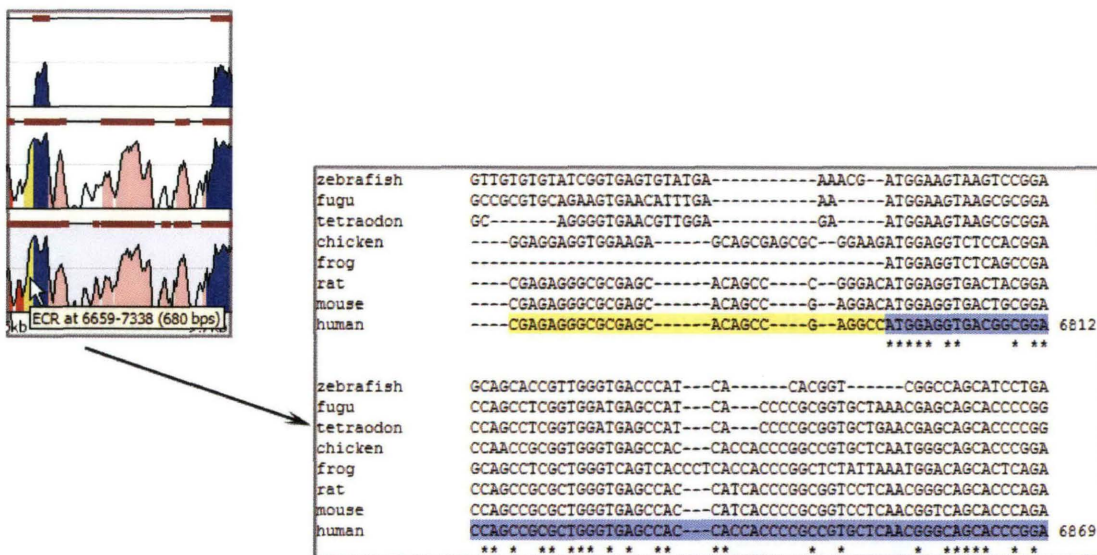 ECR at 6659-7338 (680 bps)
zebrafish GTTGTGTGTATCGGTGAGTGTATGA-----------AAACG--ATGGAAGTAAGTCCGGA
fugu GCCGCGTGCAGAAGTGAACATTTGA-----------AA-----ATGGAAGTAAGCGCGGA
tetraodon GC-------AGGGGTGAACGTTGGA-----------GA-----ATGGAAGTAAGCGCGGA
chicken ----GGAGGAGGTGGAAGA------GCAGCGAGCGC--GGAAGATGGAGGTCTCCACGGA
frog -------------------------------------------ATGGAGGTCTCAGCCGA
rat ----CGAGAGGGCGCGAGC------ACAGCC---C--GGGACATGGAGGTGACTACGGA
mouse ----CGAGAGGGCGCGAGC------ACAGCC---G--AGGACATGGAGGTGACTGCGGA
human ----CGAGAGGGCGCGAGC------ACAGCC---G--AGGCCATGGAGGTGACGGCGGA 6812
***** ** * **
zebrafish GCAGCACCGTTGGGTGACCCAT---CA------CACGGT------CGGCCAGCATCCTGA
fugu CCAGCCTCGGTGGATGAGCCAT---CA---CCCCGCGGTGCTAAACGAGCAGCACCCCGG
tetraodon CCAGCCTCGGTGGATGAGCCAT---CA---CCCCGCGGTGCTGAACGAGCAGCACCCCGG
chicken CCAACCGCGGTGGGTGAGCCAC---CACCACCCGGCCGTGCTCAATGGGCAGCACCCGGA
frog GCAGCCTCGCTGGGTCAGTCACCCTCACCACCCGGCTCTATTAAATGGACAGCACTCAGA
rat CCAGCCGCGCTGGGTGAGCCAC---CATCACCCGGCGGTCCTCAACGGGCAGCACCCAGA
mouse CCAGCCGCGCTGGGTGAGCCAC---CATCACCCCGCGGTCCTCAACGGTCAGCACCCAGA
human CCAGCCGCGCTGGGTGAGCCAC---CACCACCCCGCCGTGCTCAACGGGCAGCACCCGGA 6869
** * ** *** * * ** ** * * * ***** * *